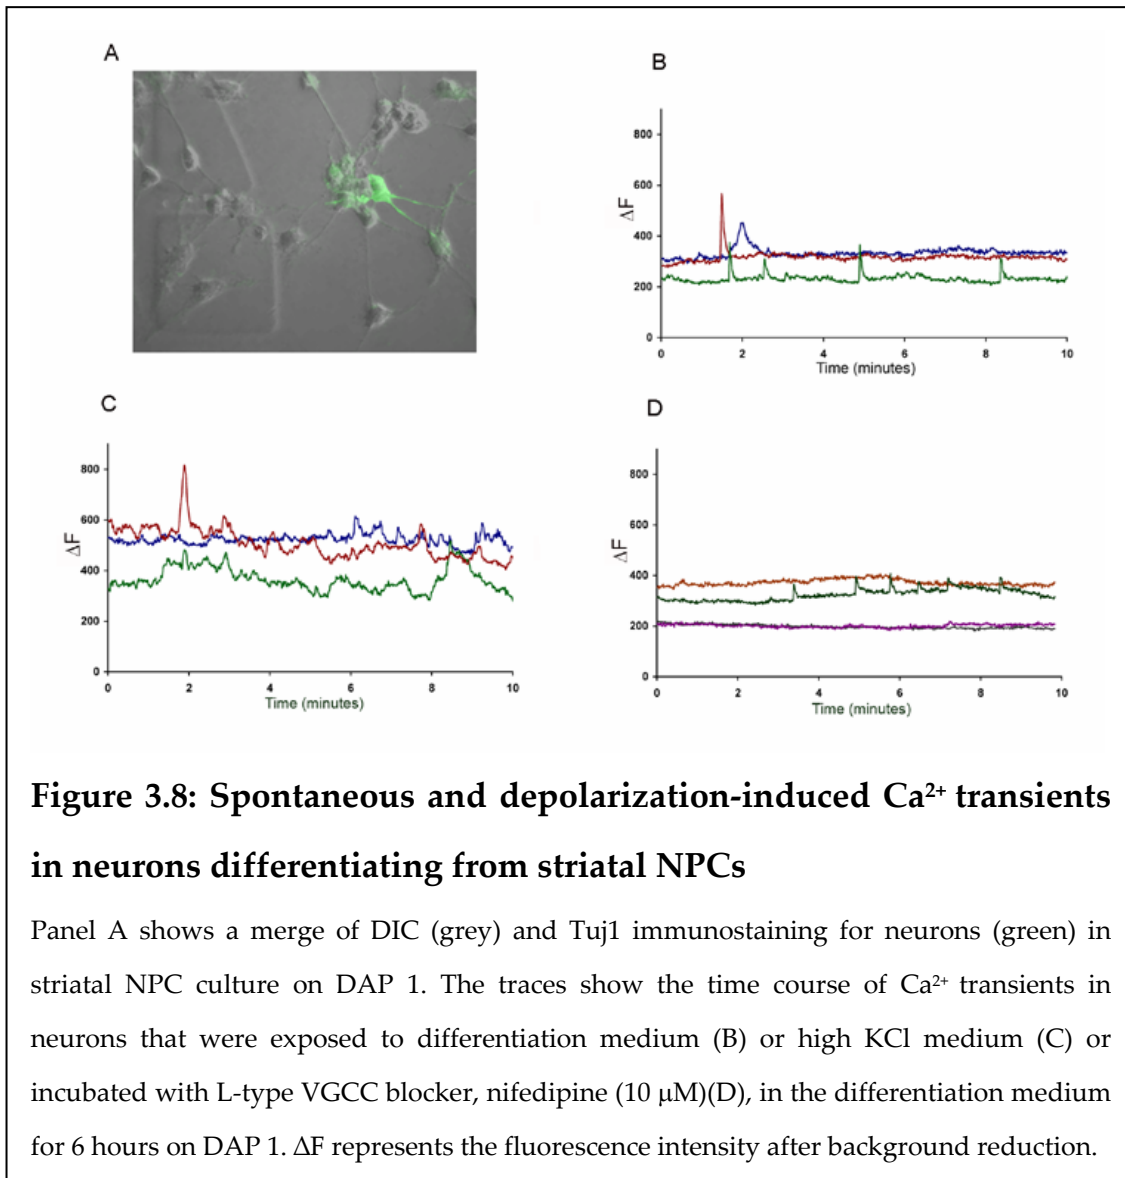 A
B
800
600
ΔF
400
200
0
0 2 4 6 8 10
Time (minutes)
C
800
600
ΔF
400
200
0
0 2 4 6 8 10
Time (minutes)
D
800
600
ΔF
400
200
0
0 2 4 6 8 10
Time (minutes)
Figure 3.8: Spontaneous and depolarization-induced Ca²⁺ transients
in neurons differentiating from striatal NPCs
Panel A shows a merge of DIC (grey) and Tuj1 immunostaining for neurons (green) in
striatal NPC culture on DAP 1. The traces show the time course of Ca²⁺ transients in
neurons that were exposed to differentiation medium (B) or high KCl medium (C) or
incubated with L-type VGCC blocker, nifedipine (10 μM)(D), in the differentiation medium
for 6 hours on DAP 1. ΔF represents the fluorescence intensity after background reduction.